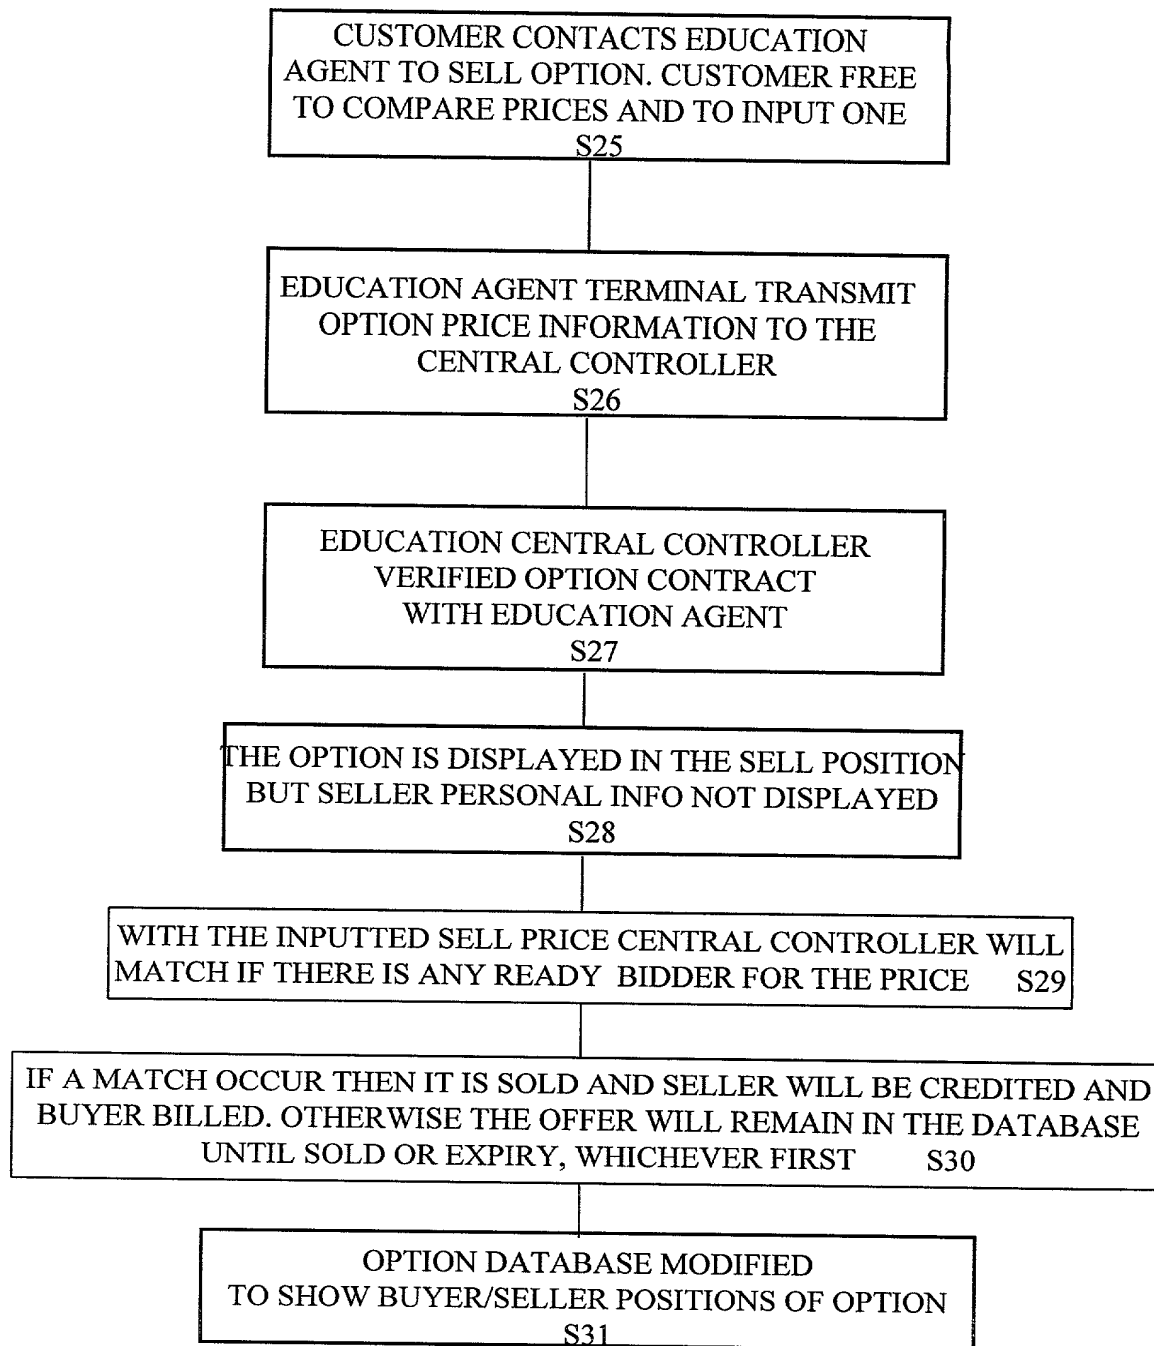 CUSTOMER CONTACTS EDUCATION
AGENT TO SELL OPTION. CUSTOMER FREE
TO COMPARE PRICES AND TO INPUT ONE
S25
EDUCATION AGENT TERMINAL TRANSMIT
OPTION PRICE INFORMATION TO THE
CENTRAL CONTROLLER
S26
EDUCATION CENTRAL CONTROLLER
VERIFIED OPTION CONTRACT
WITH EDUCATION AGENT
S27
THE OPTION IS DISPLAYED IN THE SELL POSITION
BUT SELLER PERSONAL INFO NOT DISPLAYED
S28
WITH THE INPUTTED SELL PRICE CENTRAL CONTROLLER WILL
MATCH IF THERE IS ANY READY BIDDER FOR THE PRICE S29
IF A MATCH OCCUR THEN IT IS SOLD AND SELLER WILL BE CREDITED AND
BUYER BILLED. OTHERWISE THE OFFER WILL REMAIN IN THE DATABASE
UNTIL SOLD OR EXPIRY, WHICHEVER FIRST S30
OPTION DATABASE MODIFIED
TO SHOW BUYER/SELLER POSITIONS OF OPTION
S31